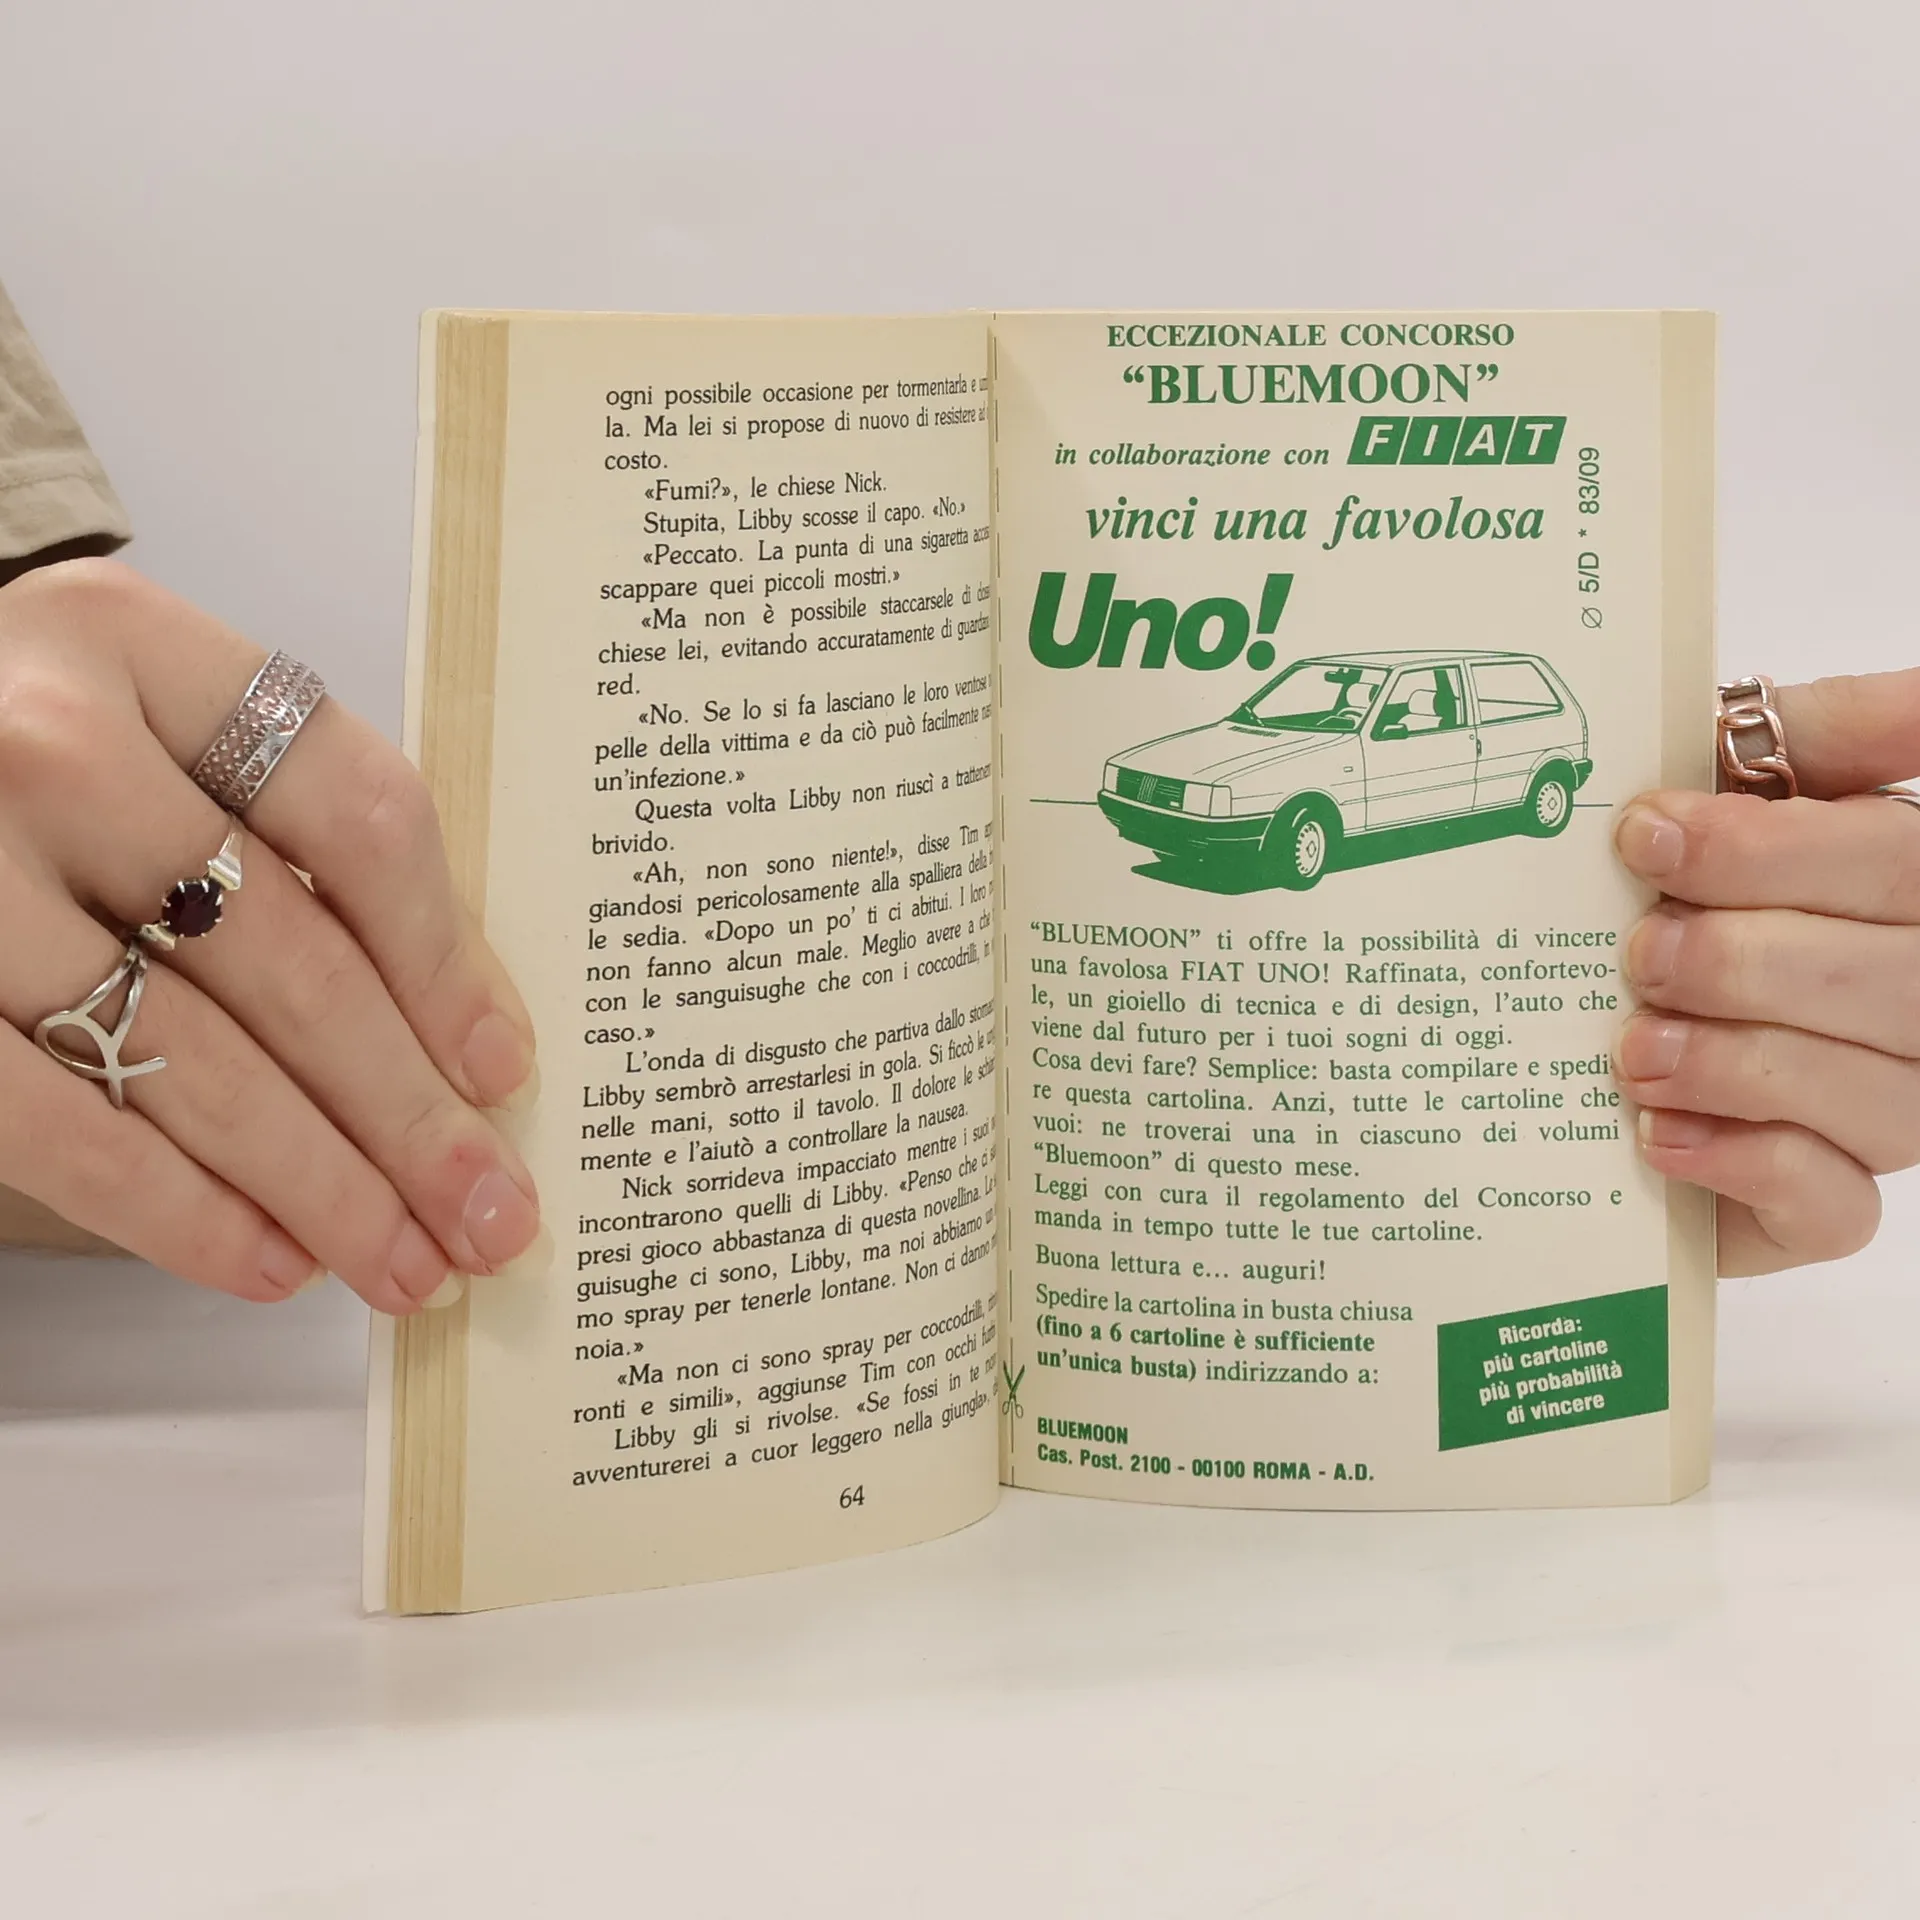 ogni possibile occasione per tormentarla e
la. Ma lei si propose di nuovo di resistere ad
costo.
«Fumi?», le chiese Nick.
Stupita, Libby scosse il capo. «No.»
«Peccato. La punta di una sigaretta
scappare quei piccoli mostri.»
«Ma non è possibile staccarsele di
chiese lei, evitando accuratamente di
red.
«No. Se lo si fa lasciano le loro ventose
pelle della vittima e da ciò può facilmente
un'infezione.»
Questa volta Libby non riuscì a
brivido.
«Ah, non sono niente!», disse Tim
giandosi pericolosamente alla spalliera della
le sedia. «Dopo un po' ti ci abitui. I loro
non fanno alcun male. Meglio avere a che
con le sanguisughe che con i coccodrilli, in
caso.»
L'onda di disgusto che partiva dallo
Libby sembrò arrestarlesi in gola. Si ficcò le
nelle mani, sotto il tavolo. Il dolore le
mente e l'aiutò a controllare la nausea.
Nick sorrideva impacciato mentre i suoi
incontrarono quelli di Libby. «Penso che ci
presi gioco abbastanza di questa novellina. Le
guisughe ci sono, Libby, ma noi abbiamo un
mo spray per tenerle lontane. Non ci danno
noia.»
«Ma non ci sono spray per coccodrilli,
ronti e simili», aggiunse Tim con occhi furbi
Libby gli si rivolse. «Se fossi in te non
avventurerei a cuor leggero nella giungla»,
64
ECCEZIONALE CONCORSO
“BLUEMOON”
in collaborazione con FIAT
vinci una favolosa
Uno!
Ø 5/D * 83/09
“BLUEMOON” ti offre la possibilità di vincere
una favolosa FIAT UNO! Raffinata, confortevo-
le, un gioiello di tecnica e di design, l'auto che
viene dal futuro per i tuoi sogni di oggi.
Cosa devi fare? Semplice: basta compilare e spedi-
re questa cartolina. Anzi, tutte le cartoline che
vuoi: ne troverai una in ciascuno dei volumi
“Bluemoon” di questo mese.
Leggi con cura il regolamento del Concorso e
manda in tempo tutte le tue cartoline.
Buona lettura e... auguri!
Spedire la cartolina in busta chiusa
(fino a 6 cartoline è sufficiente
un'unica busta) indirizzando a:
BLUEMOON
Cas. Post. 2100 - 00100 ROMA - A.D.
Ricorda:
più cartoline
più probabilità
di vincere